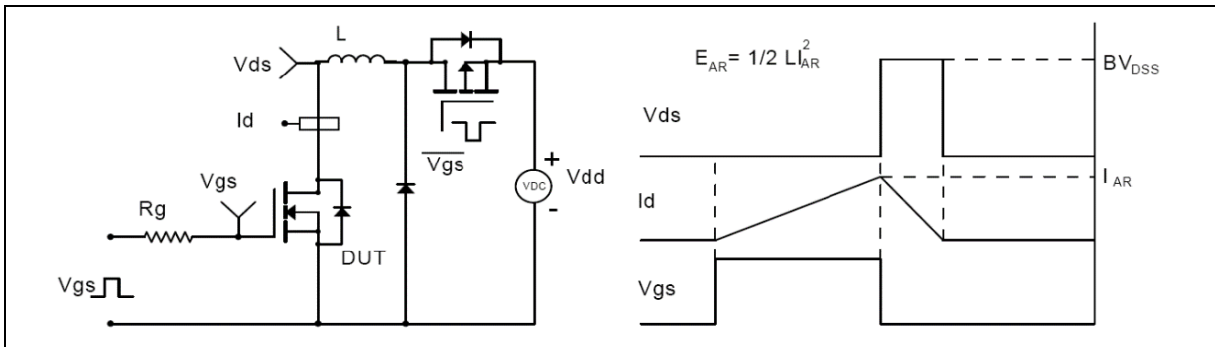 L
Vds
Id
Vgs
Vgs
Rg
DUT
Vgs
+
VDC
-
Vdd
E_AR = 1/2 LI²_AR
BV_DSS
Vds
I_AR
Id
Vgs